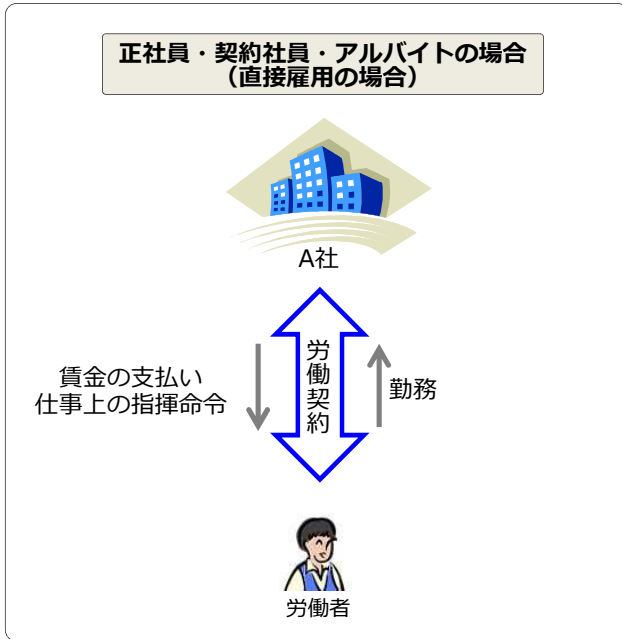 正社員・契約社員・アルバイトの場合
（直接雇用の場合）
A社
賃金の支払い
仕事上の指揮命令
労働契約
勤務
労働者